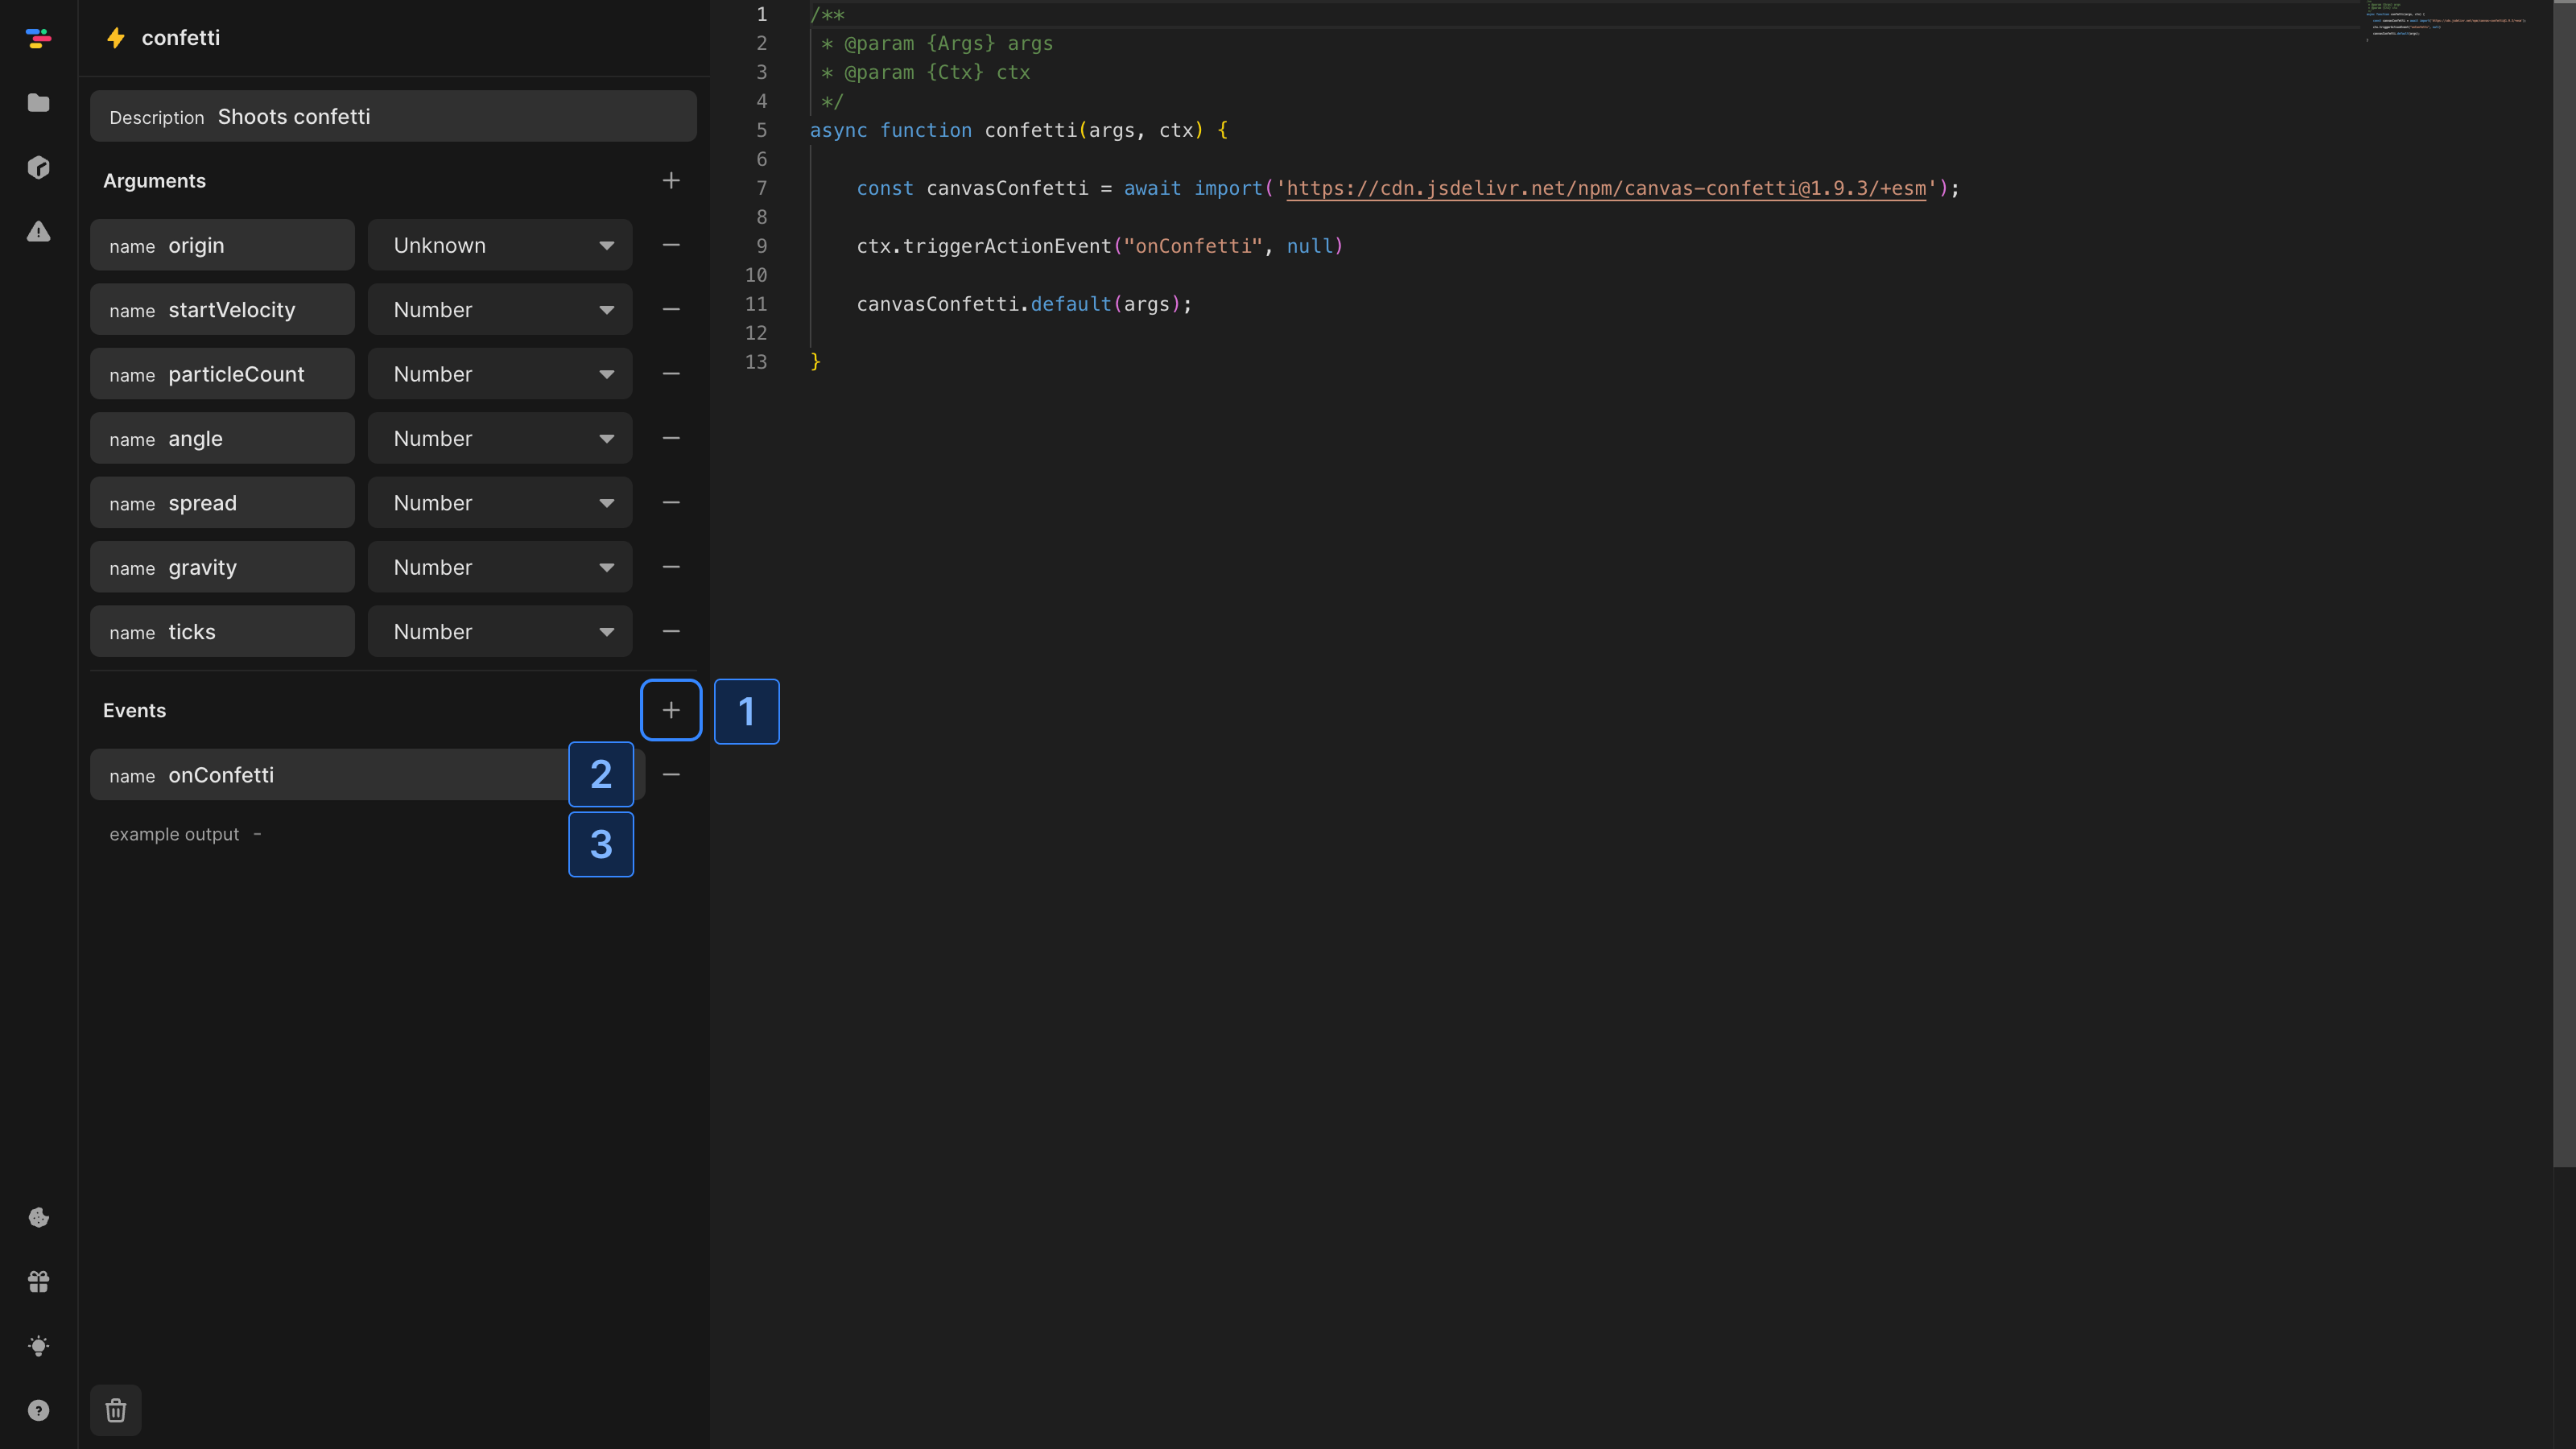 confetti
Description Shoots confetti
Arguments
name origin Unknown
name startVelocity Number
name particleCount Number
name angle Number
name spread Number
name gravity Number
name ticks Number
Events
1
name onConfetti 2
example output - 3
1 /**
2 * @param {Args} args
3 * @param {Ctx} ctx
4 */
5 async function confetti(args, ctx) {
6
7 const canvasConfetti = await import('https://cdn.jsdelivr.net/npm/canvas-confetti@1.9.3/+esm');
8
9 ctx.triggerActionEvent("onConfetti", null)
10
11 canvasConfetti.default(args);
12
13 }